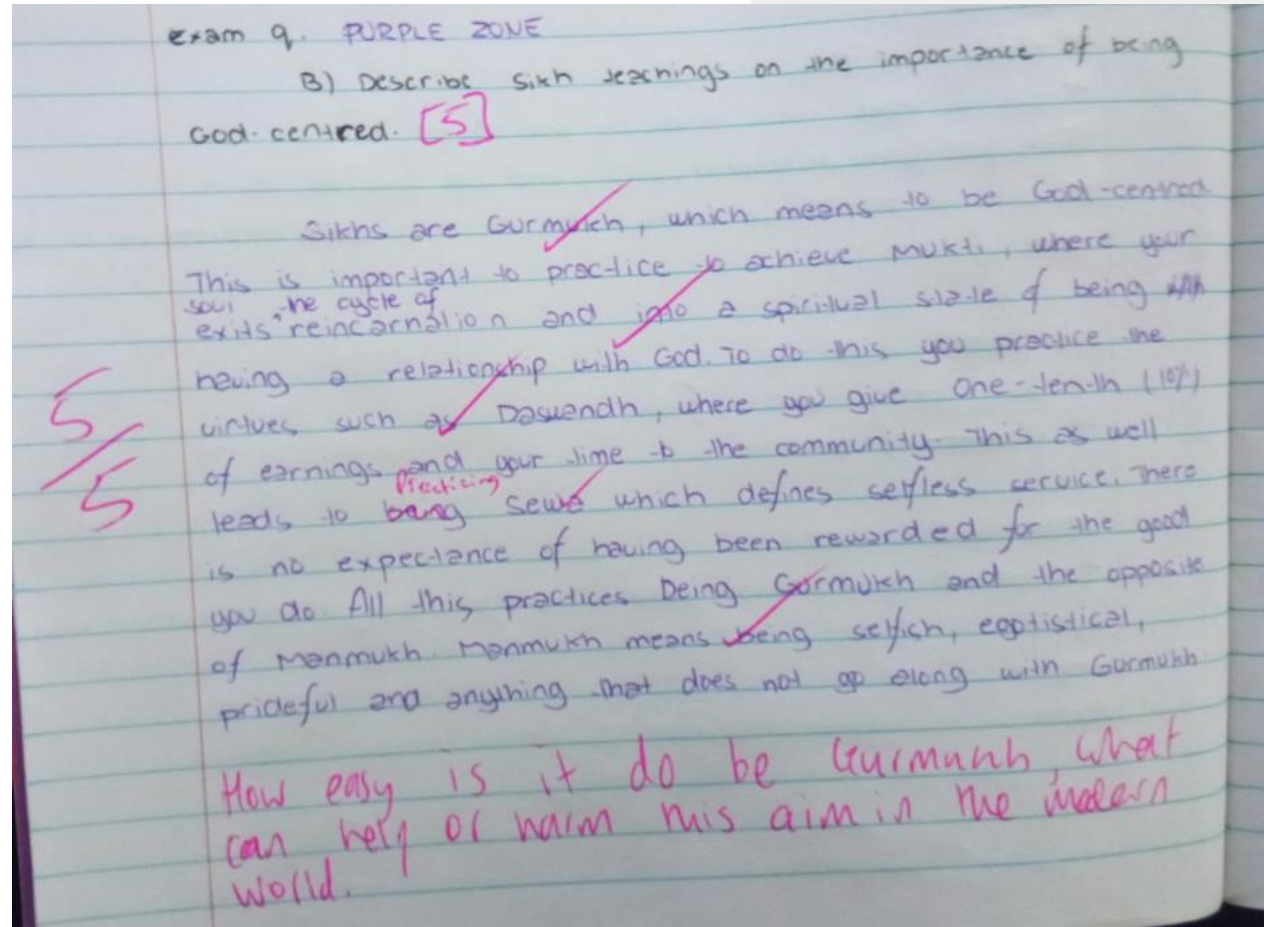 exam q. PURPLE ZONE
B) Describe Sikh teachings on the importance of being
God-centred. [5]
Sikhs are Gurmukh, which means to be God-centred
This is important to practice to achieve Mukti, where your
soul exits the cycle of reincarnation and into a spiritual state of being
having a relationship with God. To do this you practice the
virtues such as Daswandh, where you give One-tenth (10%)
of earnings and your time to the community. This as well
leads to being Practicing Sewa which defines selfless service. There
is no expectance of having been rewarded for the good
you do. All this practices Being Gurmukh and the opposite
of Manmukh. Manmukh means being selfish, egotistical,
prideful and anything that does not go along with Gurmukh
5/5
How easy is it do be Gurmukh, what
can help or harm this aim in the modern
world.